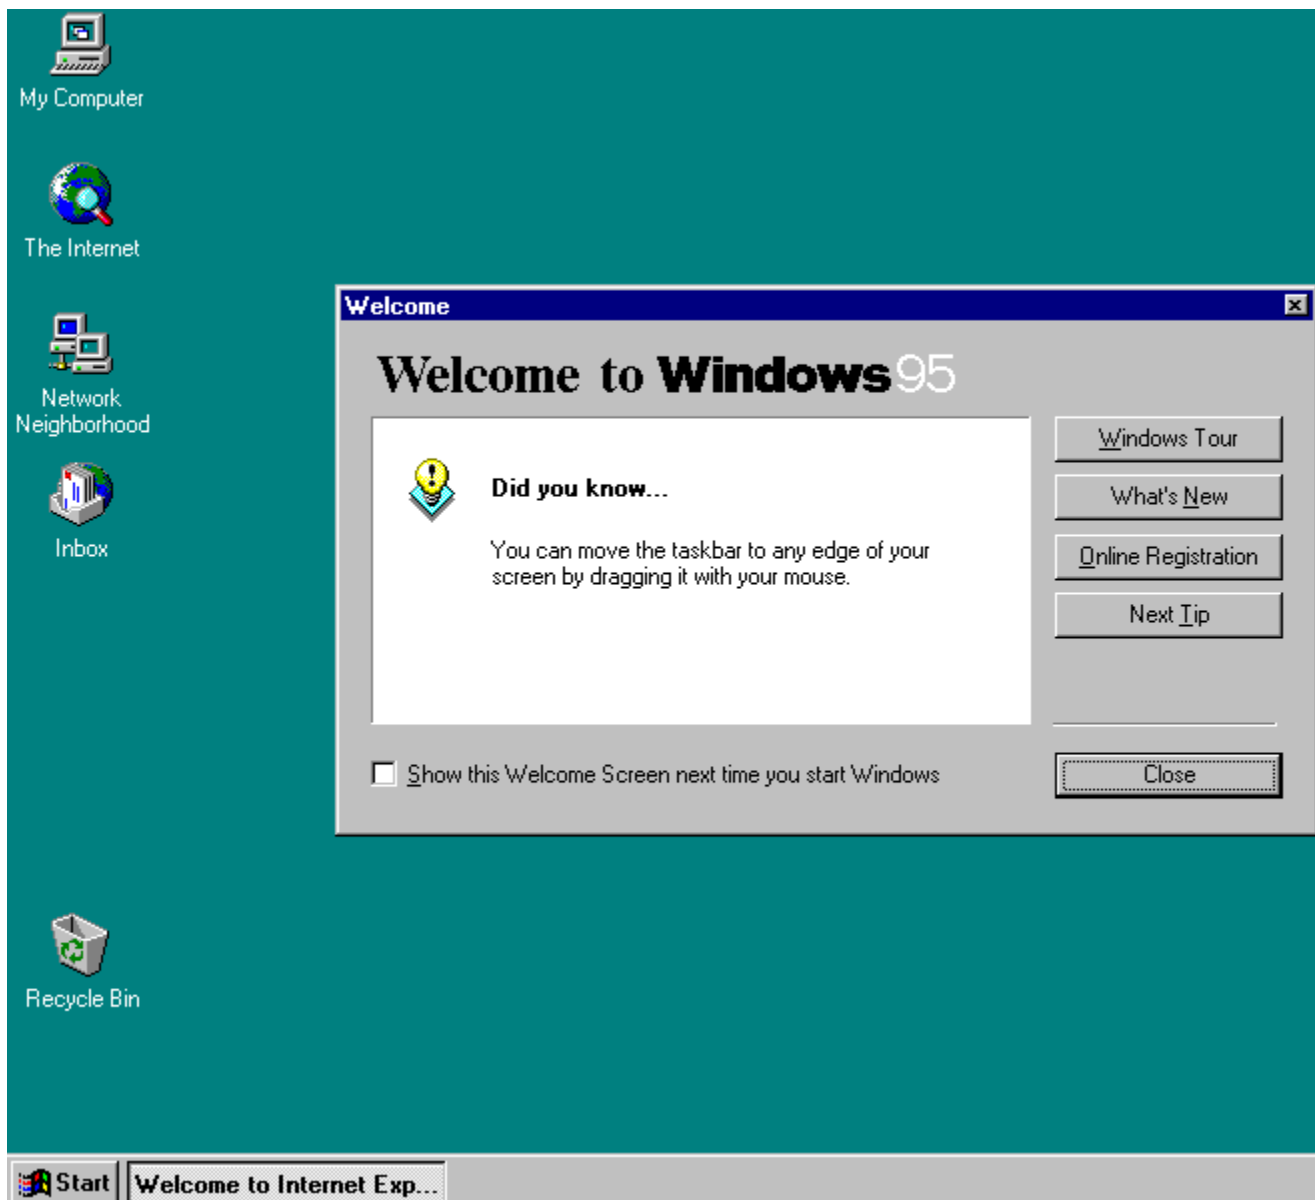 My Computer
The Internet
Network
Neighborhood
Inbox
Recycle Bin
Welcome
Welcome to Windows95
Did you know...
You can move the taskbar to any edge of your
screen by dragging it with your mouse.
Windows Tour
What's New
Online Registration
Next Tip
Show this Welcome Screen next time you start Windows
Close
Start
Welcome to Internet Exp...